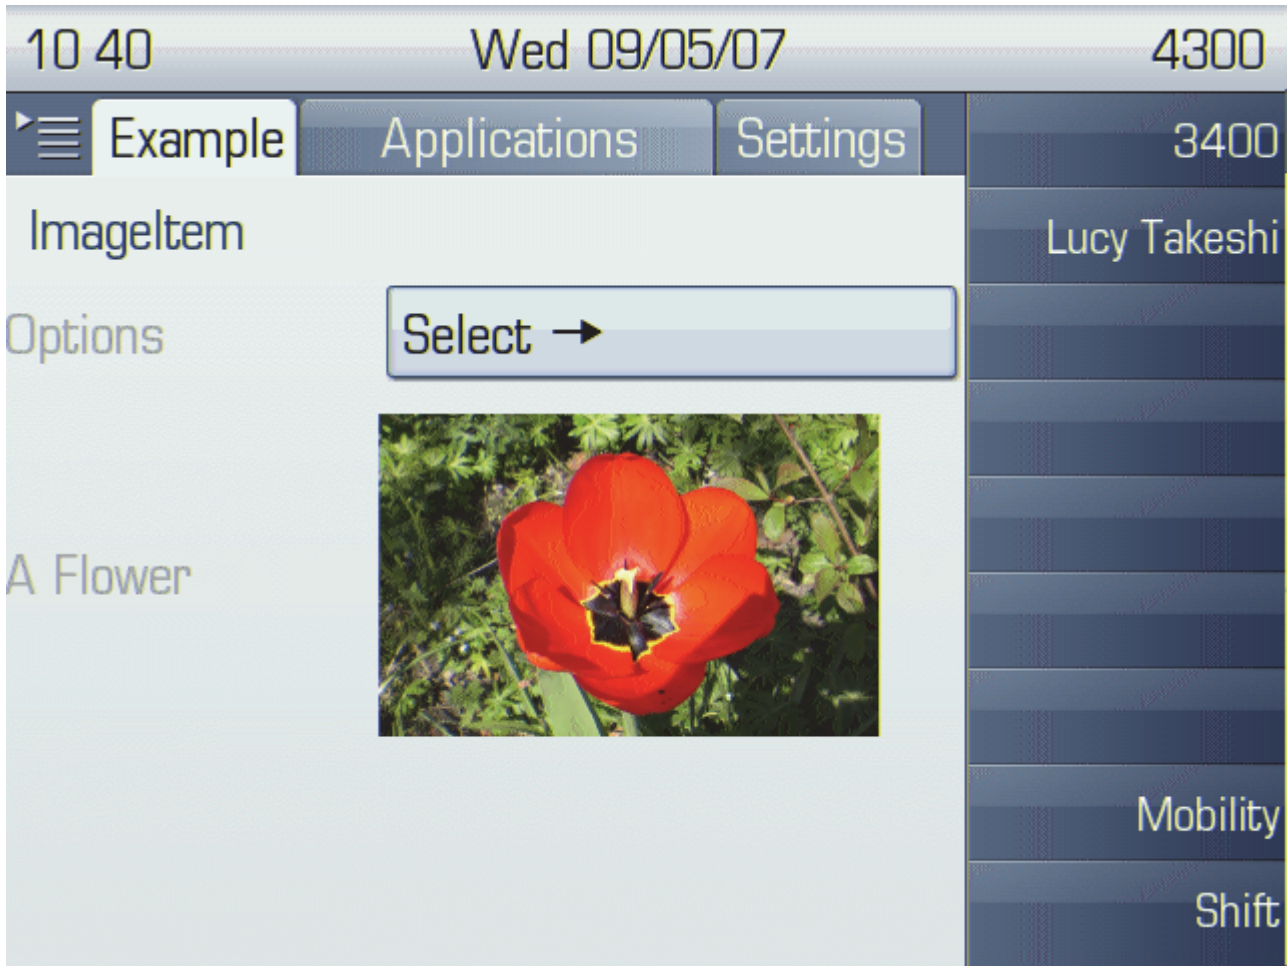 10 40 Wed 09/05/07 4300
Example Applications Settings
ImageItem
Options Select →
A Flower
3400
Lucy Takeshi
Mobility
Shift